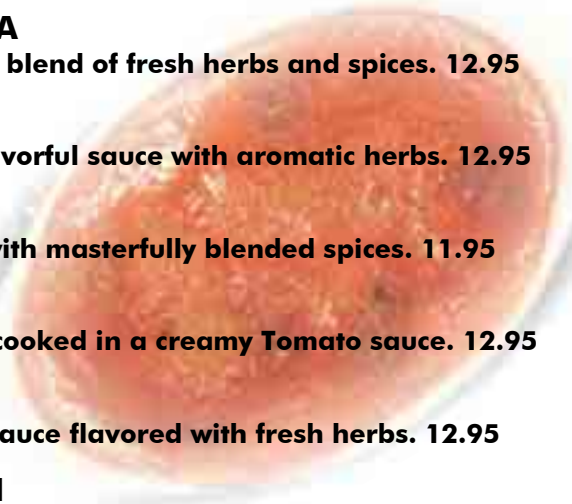 A
blend of fresh herbs and spices. 12.95
vorful sauce with aromatic herbs. 12.95
ith masterfully blended spices. 11.95
cooked in a creamy Tomato sauce. 12.95
auce flavored with fresh herbs. 12.95